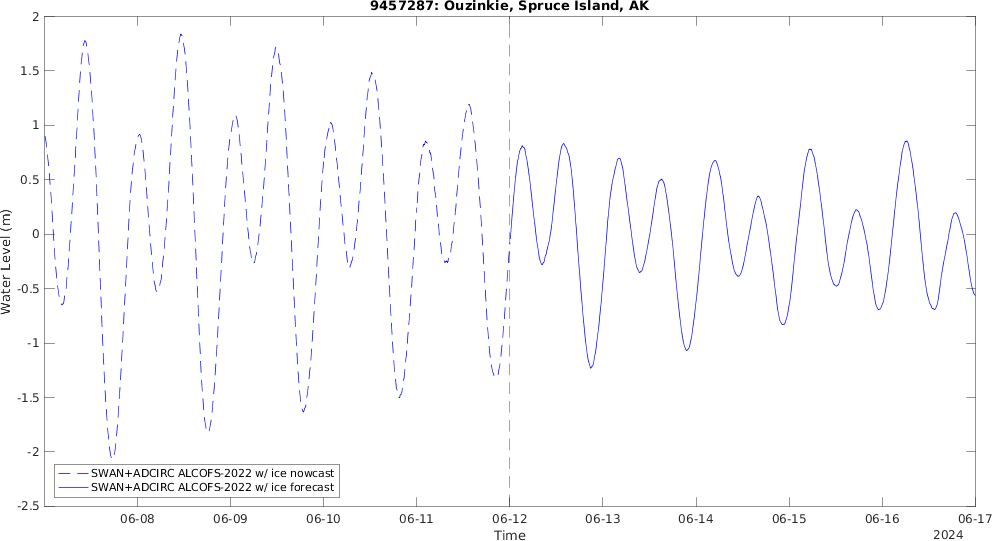 9457287: Ouzinkie, Spruce Island, AK
2
1.5
1
0.5
0
-0.5
-1
-1.5
-2
-2.5
Water Level (m)
SWAN+ADCIRC ALCOFS-2022 w/ ice nowcast
SWAN+ADCIRC ALCOFS-2022 w/ ice forecast
06-08 06-09 06-10 06-11 06-12 06-13 06-14 06-15 06-16 06-17
Time
2024